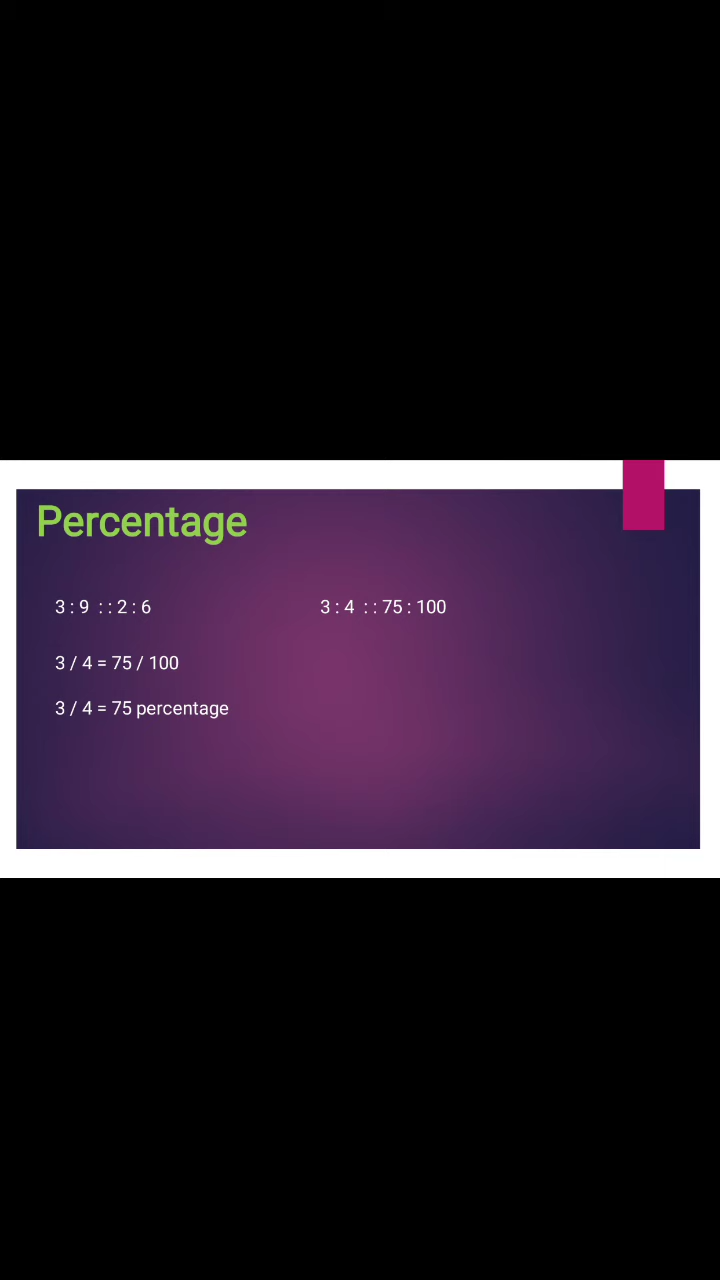 Percentage
3 : 9 : : 2 : 6
3 : 4 : : 75 : 100
3 / 4 = 75 / 100
3 / 4 = 75 percentage